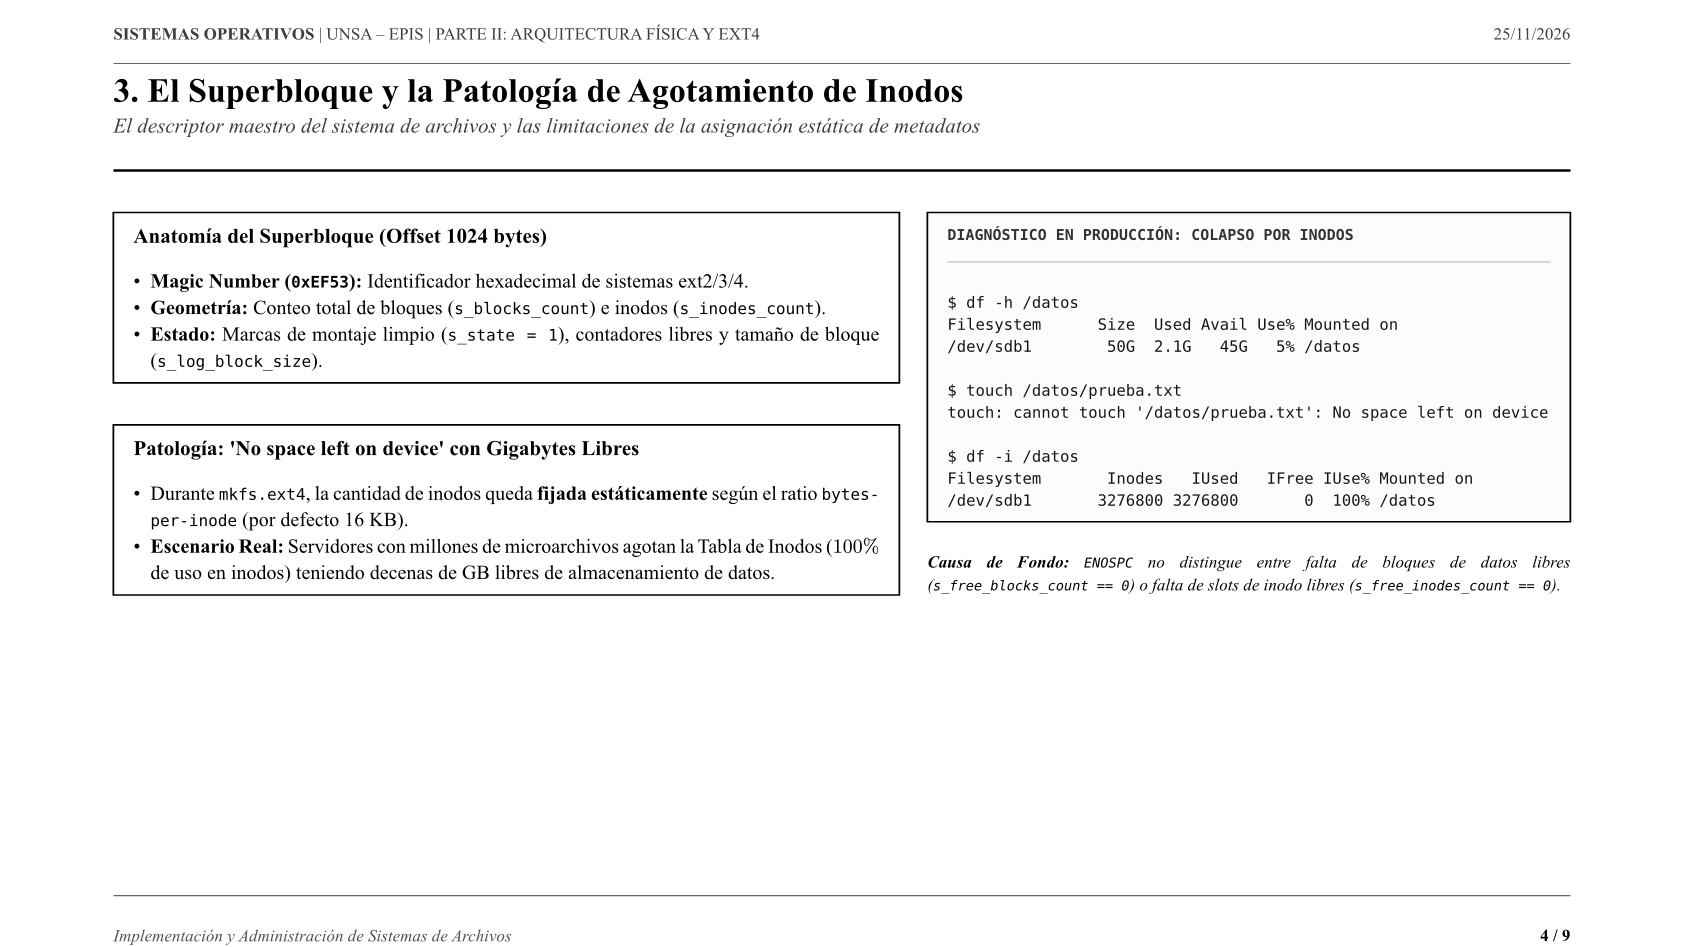 SISTEMAS OPERATIVOS | UNSA – EPIS | PARTE II: ARQUITECTURA FÍSICA Y EXT4
25/11/2026
3. El Superbloque y la Patología de Agotamiento de Inodos
El descriptor maestro del sistema de archivos y las limitaciones de la asignación estática de metadatos
Anatomía del Superbloque (Offset 1024 bytes)
• Magic Number (0xEF53): Identificador hexadecimal de sistemas ext2/3/4.
• Geometría: Conteo total de bloques (s_blocks_count) e inodos (s_inodes_count).
• Estado: Marcas de montaje limpio (s_state = 1), contadores libres y tamaño de bloque
(s_log_block_size).
Patología: 'No space left on device' con Gigabytes Libres
• Durante mkfs.ext4, la cantidad de inodos queda fijada estáticamente según el ratio bytes-
per-inode (por defecto 16 KB).
• Escenario Real: Servidores con millones de microarchivos agotan la Tabla de Inodos (100%
de uso en inodos) teniendo decenas de GB libres de almacenamiento de datos.
DIAGNÓSTICO EN PRODUCCIÓN: COLAPSO POR INODOS
$ df -h /datos
Filesystem      Size  Used Avail Use% Mounted on
/dev/sdb1        50G  2.1G   45G   5% /datos
$ touch /datos/prueba.txt
touch: cannot touch '/datos/prueba.txt': No space left on device
$ df -i /datos
Filesystem       Inodes   IUsed   IFree IUse% Mounted on
/dev/sdb1       3276800 3276800       0  100% /datos
Causa de Fondo: ENOSPC no distingue entre falta de bloques de datos libres
(s_free_blocks_count == 0) o falta de slots de inodo libres (s_free_inodes_count == 0).
Implementación y Administración de Sistemas de Archivos
4 / 9